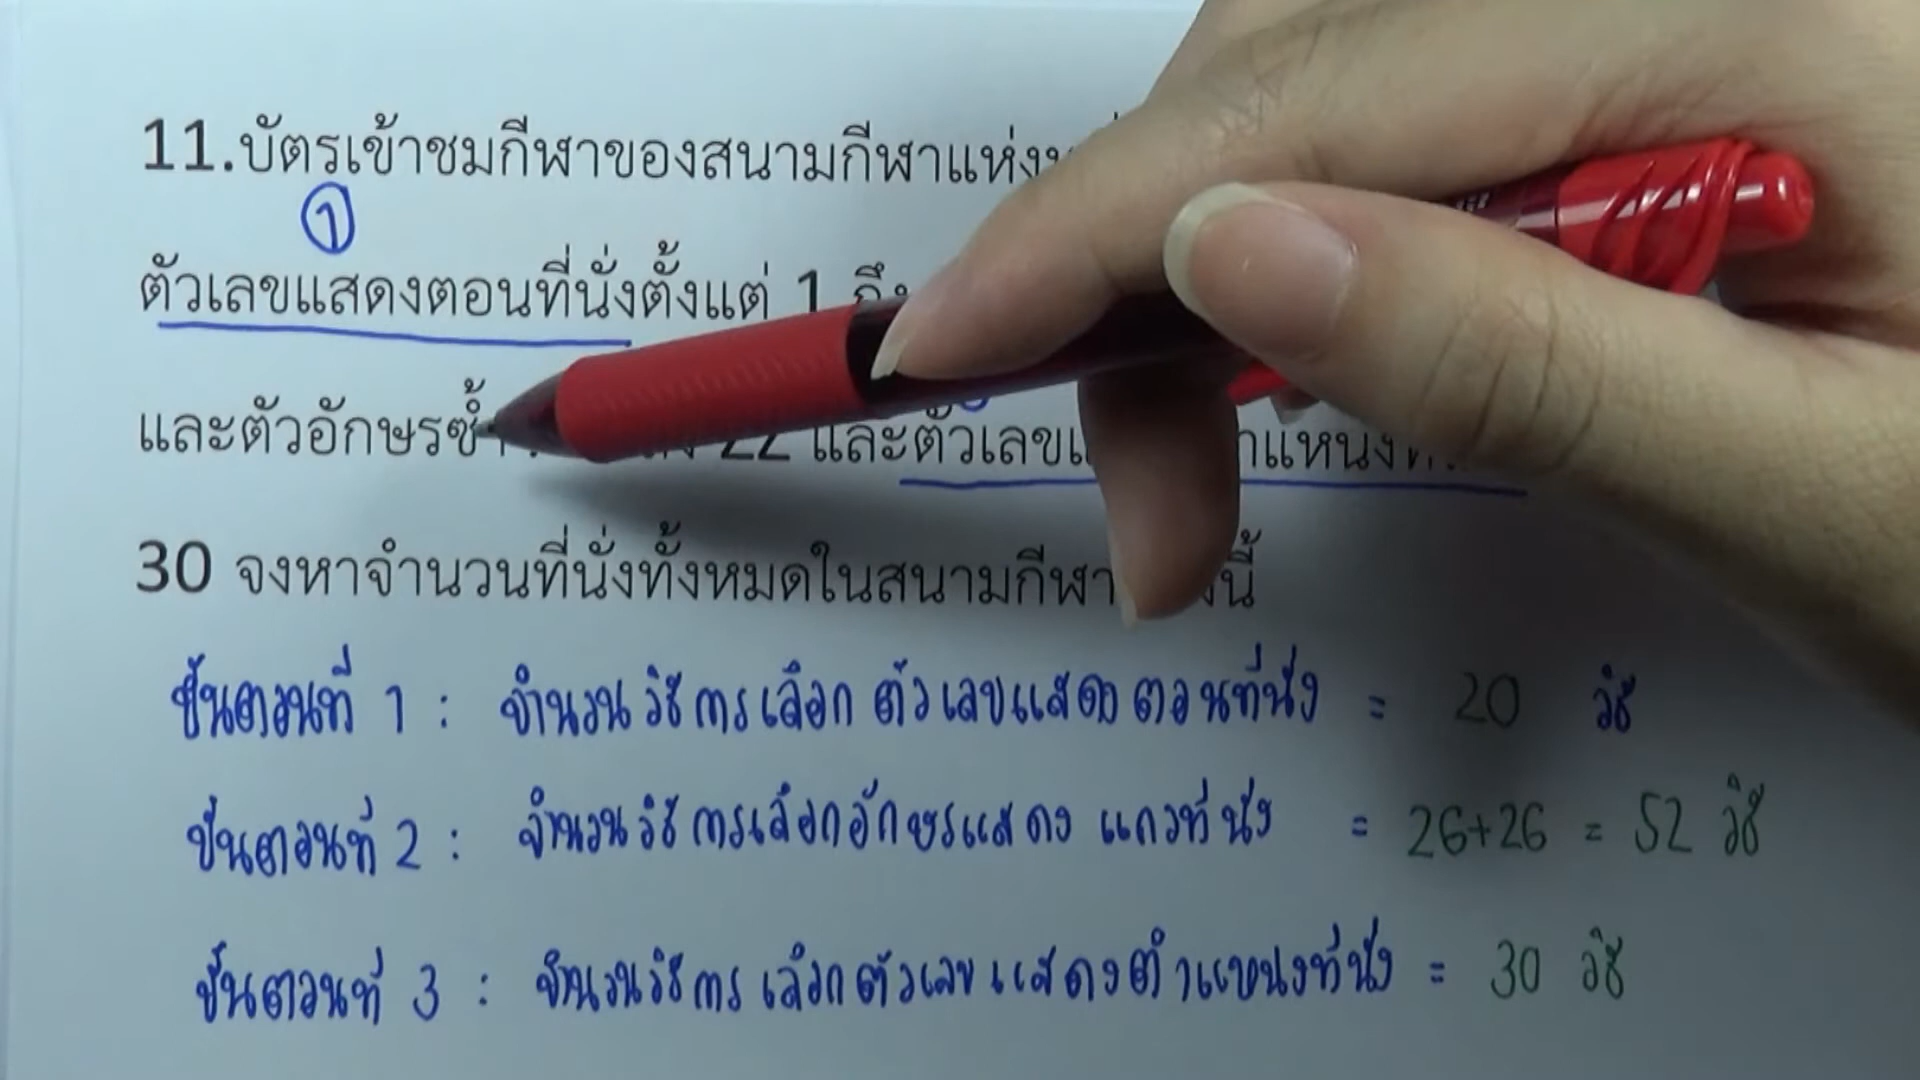 11.บัตรเข้าชมกีฬาของสนามกีฬาแห่ง
①
ตัวเลขแสดงตอนที่นั่งตั้งแต่ 1 ถึง
และตัวอักษรซ้ำ ZZ และตัวเลข
30 จงหาจำนวนที่นั่งทั้งหมดในสนามกีฬา นี้
ขั้นตอนที่ 1 : จำนวนวิธีการเลือกตัวเลขแสดงตอนที่นั่ง = 20 วิธี
ขั้นตอนที่ 2 : จำนวนวิธีการเลือกอักษรแสดงแถวที่นั่ง = 26+26 = 52 วิธี
ขั้นตอนที่ 3 : จำนวนวิธีการเลือกตัวเลขแสดงตำแหน่งที่นั่ง = 30 วิธี